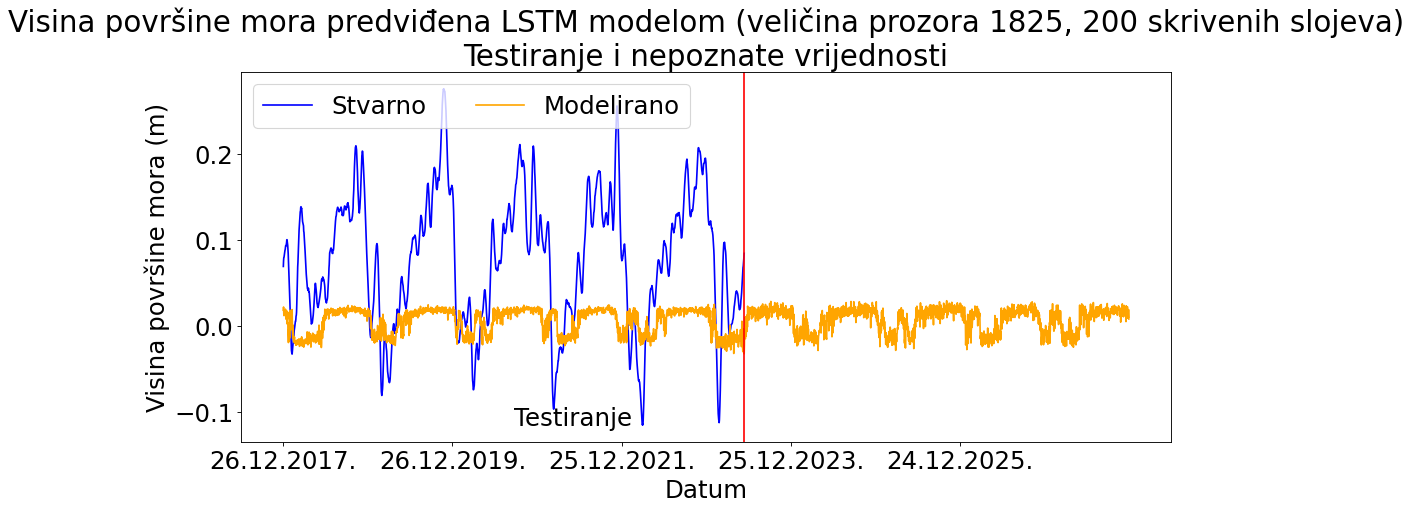 Visina površine mora predviđena LSTM modelom (veličina prozora 1825, 200 skrivenih slojeva)
Testiranje i nepoznate vrijednosti
Stvarno Modelirano
Visina površine mora (m)
0.2
0.1
0.0
−0.1
Testiranje
26.12.2017. 26.12.2019. 25.12.2021. 25.12.2023. 24.12.2025.
Datum